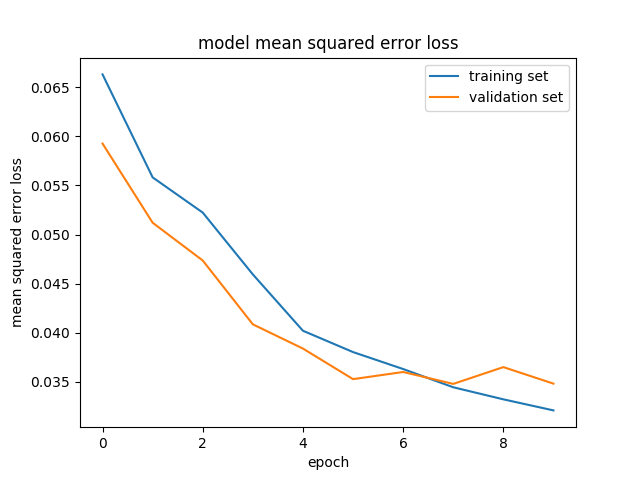 model mean squared error loss
training set
validation set
0.065
0.060
0.055
0.050
0.045
0.040
0.035
mean squared error loss
0 2 4 6 8
epoch